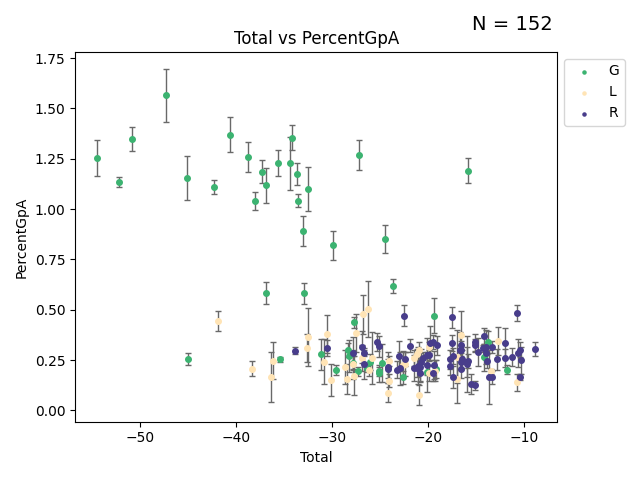 N = 152
Total vs PercentGpA
G
L
R
PercentGpA
1.75
1.50
1.25
1.00
0.75
0.50
0.25
0.00
−50
−40
−30
−20
−10
Total